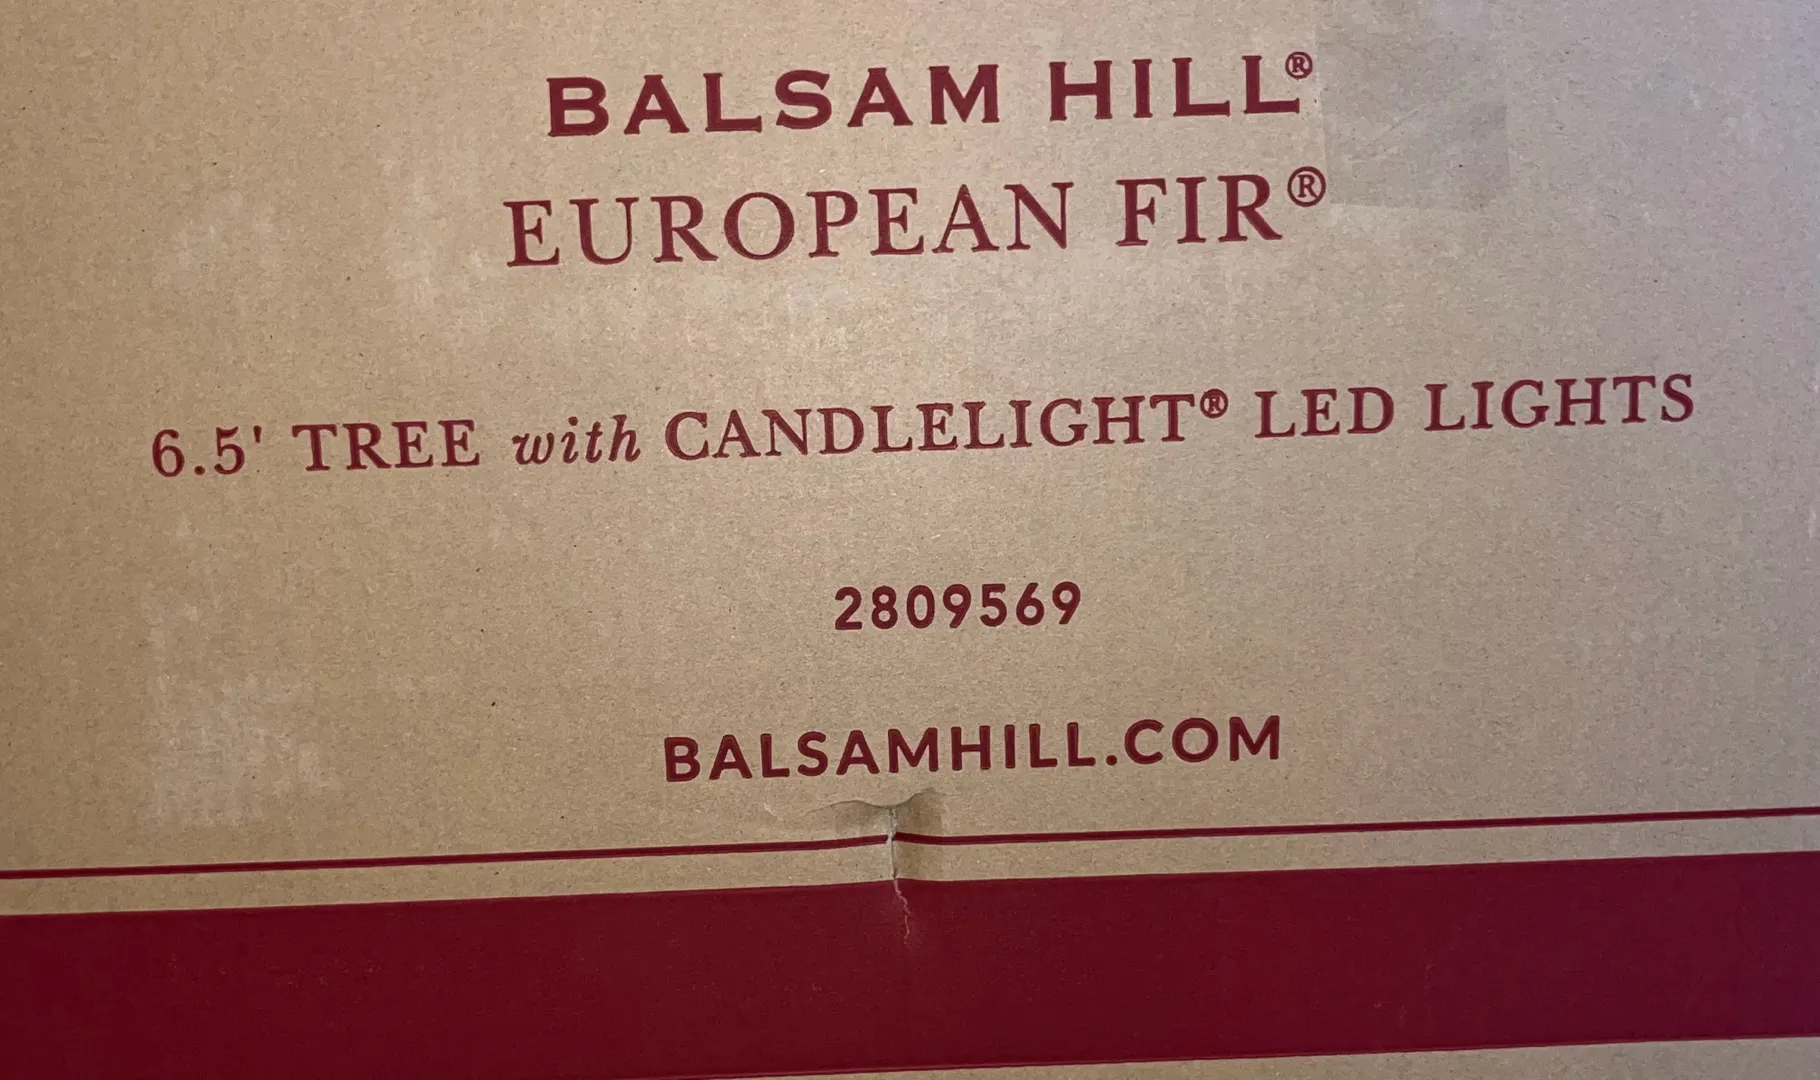 BALSAM HILL®
EUROPEAN FIR®
6.5' TREE with CANDLELIGHT® LED LIGHTS
2809569
BALSAMHILL.COM